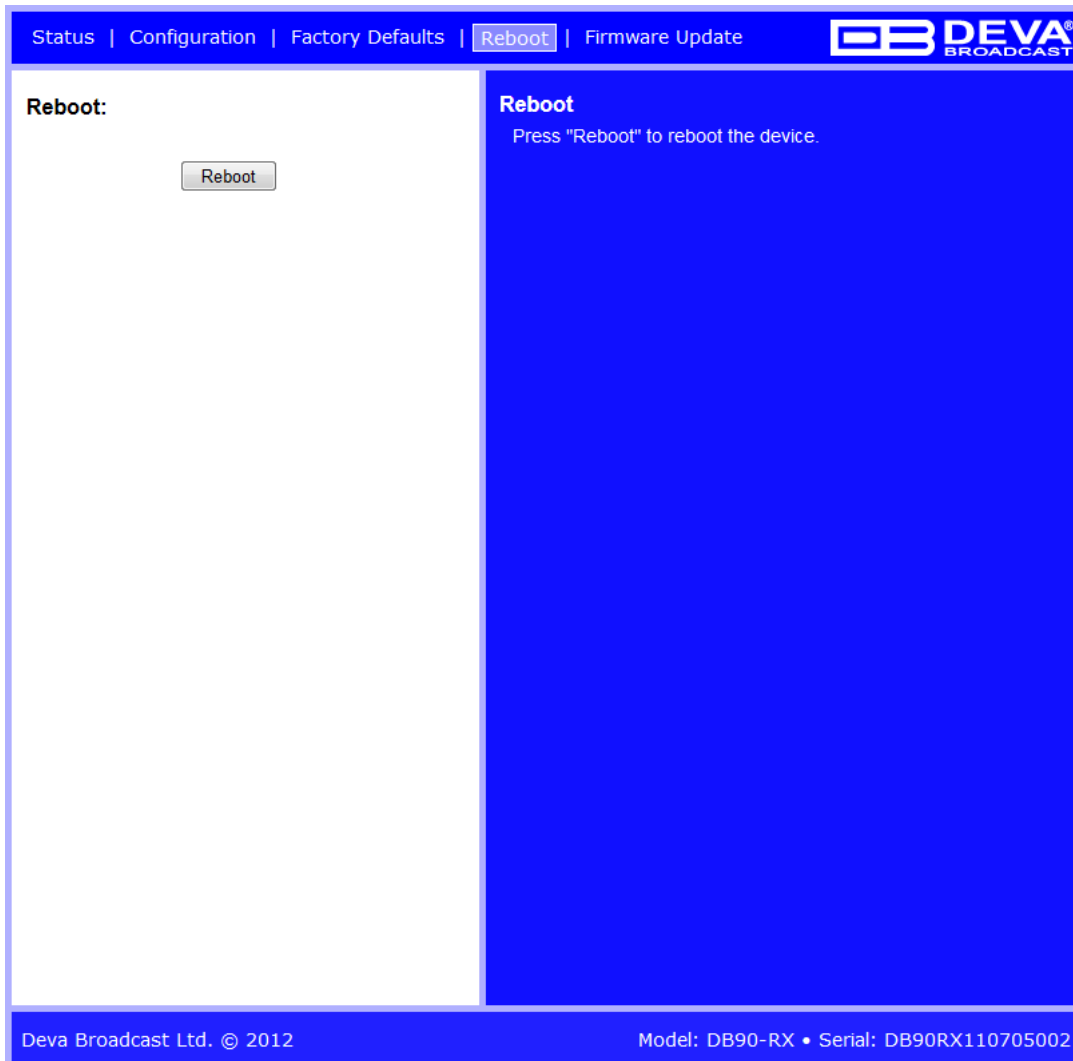 Status | Configuration | Factory Defaults | Reboot | Firmware Update
DEVA®
BROADCAST
Reboot:
Reboot
Reboot
Press "Reboot" to reboot the device.
Deva Broadcast Ltd. © 2012
Model: DB90-RX • Serial: DB90RX110705002